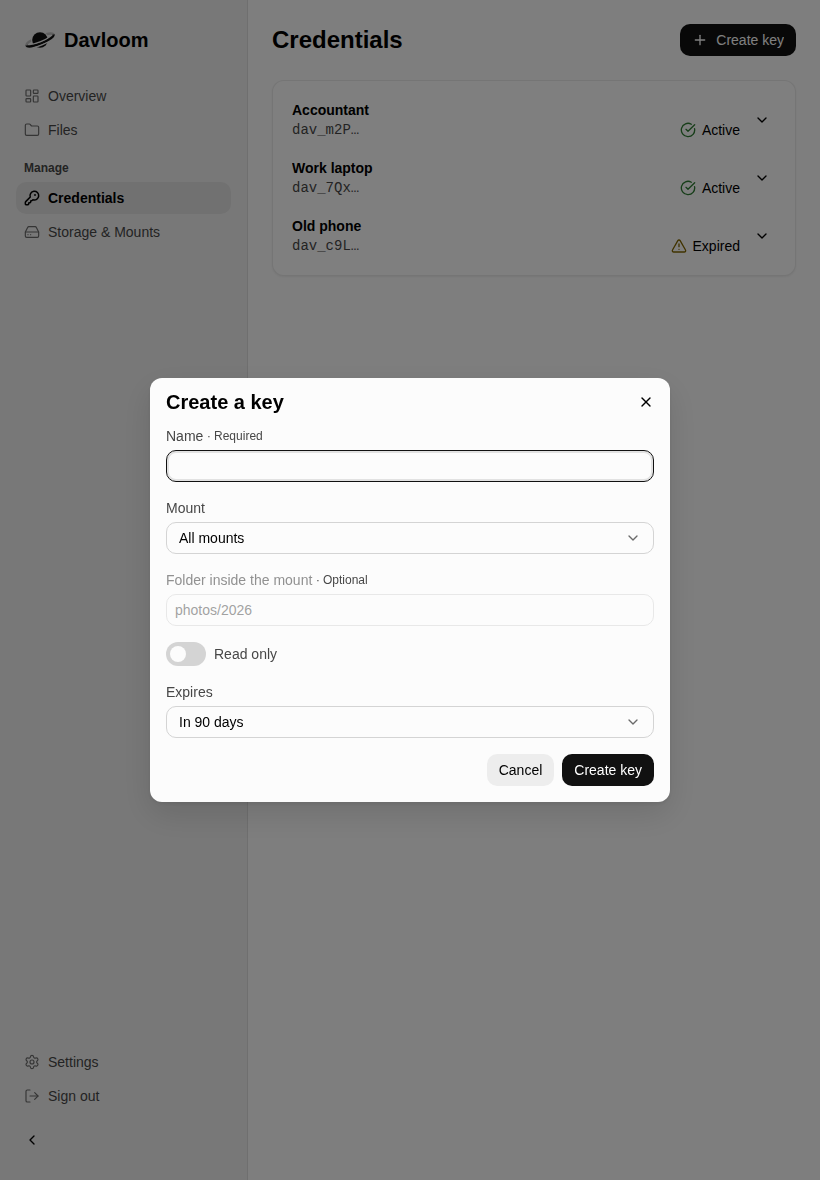 Davloom
Overview
Files
Manage
Credentials
Storage & Mounts
Settings
Sign out
Credentials
Create key
Accountant
dav_m2P…
Active
Work laptop
dav_7Qx…
Active
Old phone
dav_c9L…
Expired
Create a key
Name · Required
Mount
All mounts
Folder inside the mount · Optional
photos/2026
Read only
Expires
In 90 days
Cancel
Create key